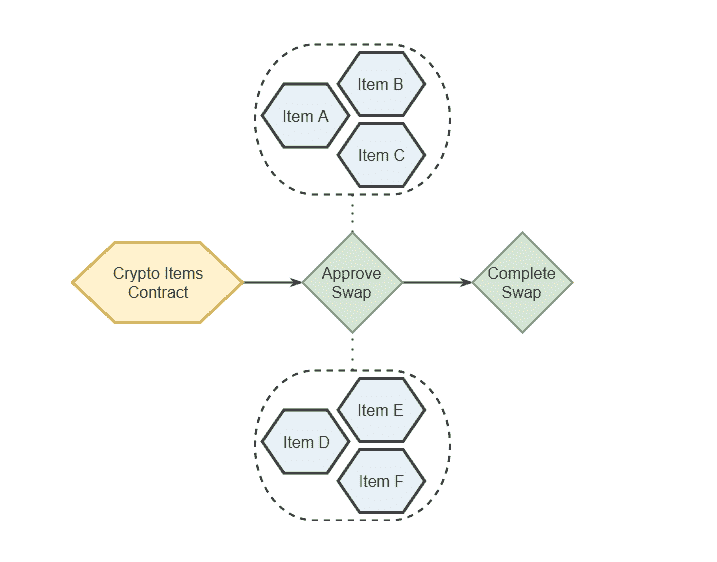 Item B
Item A
Item C
Crypto Items
Contract
Approve
Swap
Complete
Swap
Item E
Item D
Item F